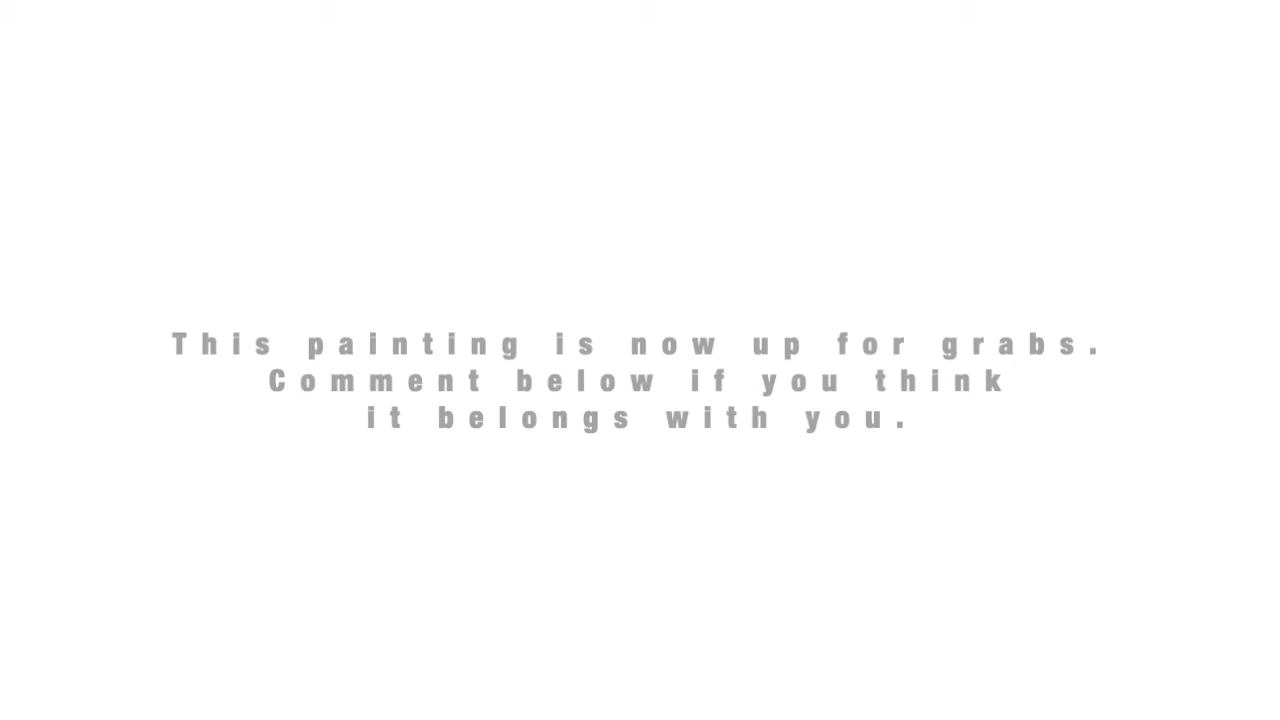 This painting is now up for grabs.
Comment below if you think
it belongs with you.